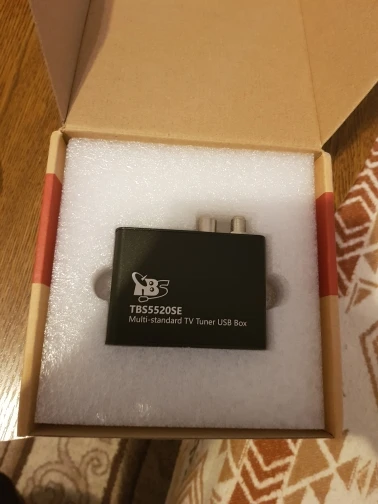 TBS
TBS5520SE
Multi-standard TV Tuner USB Box